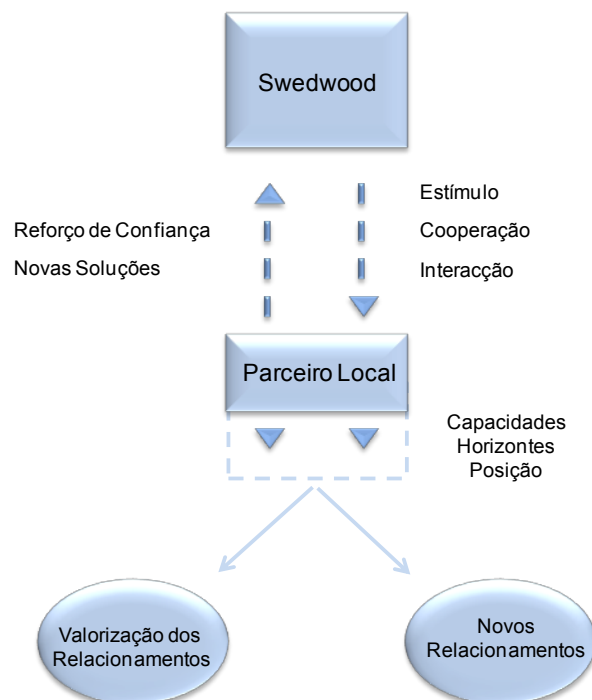 Swedwood
Reforço de Confiança
Novas Soluções
Estímulo
Cooperação
Interacção
Parceiro Local
Capacidades
Horizontes
Posição
Valorização dos
Relacionamentos
Novos
Relacionamentos